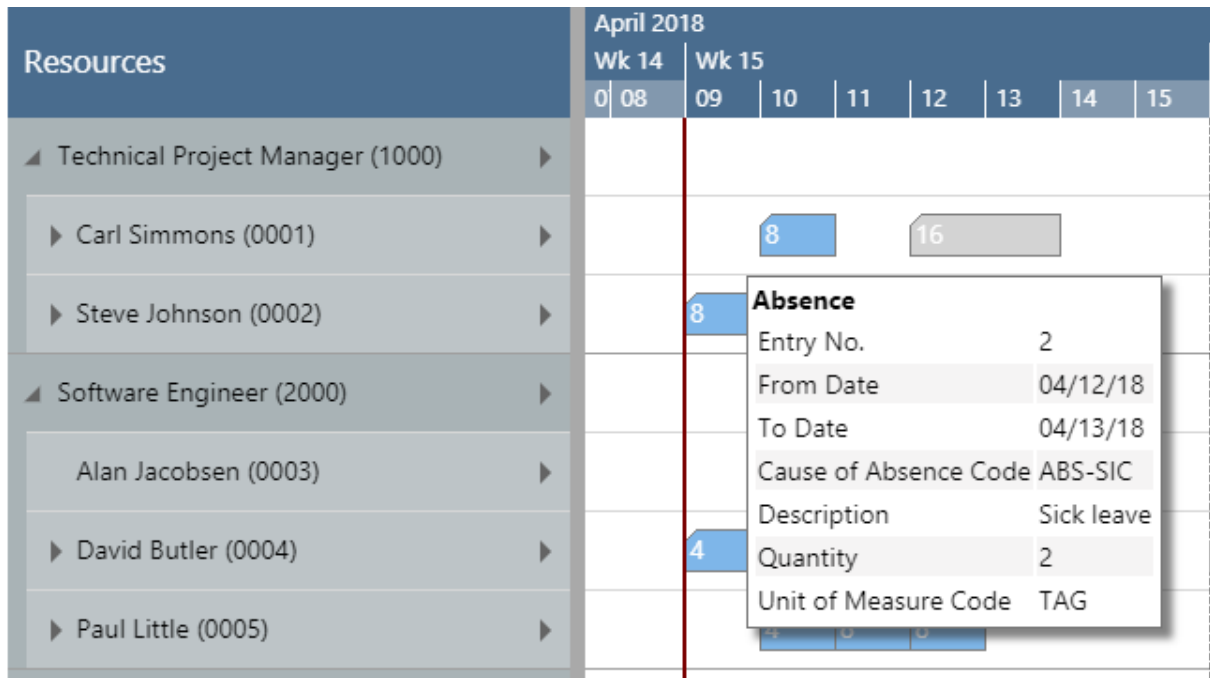 April 2018
Resources
Wk 14 Wk 15
08 09 10 11 12 13 14 15
Technical Project Manager (1000)
Carl Simmons (0001) 8 16
Steve Johnson (0002) 8
Absence
Entry No. 2
From Date 04/12/18
To Date 04/13/18
Cause of Absence Code ABS-SIC
Description Sick leave
Quantity 2
Unit of Measure Code TAG
Software Engineer (2000)
Alan Jacobsen (0003)
David Butler (0004) 4
Paul Little (0005)